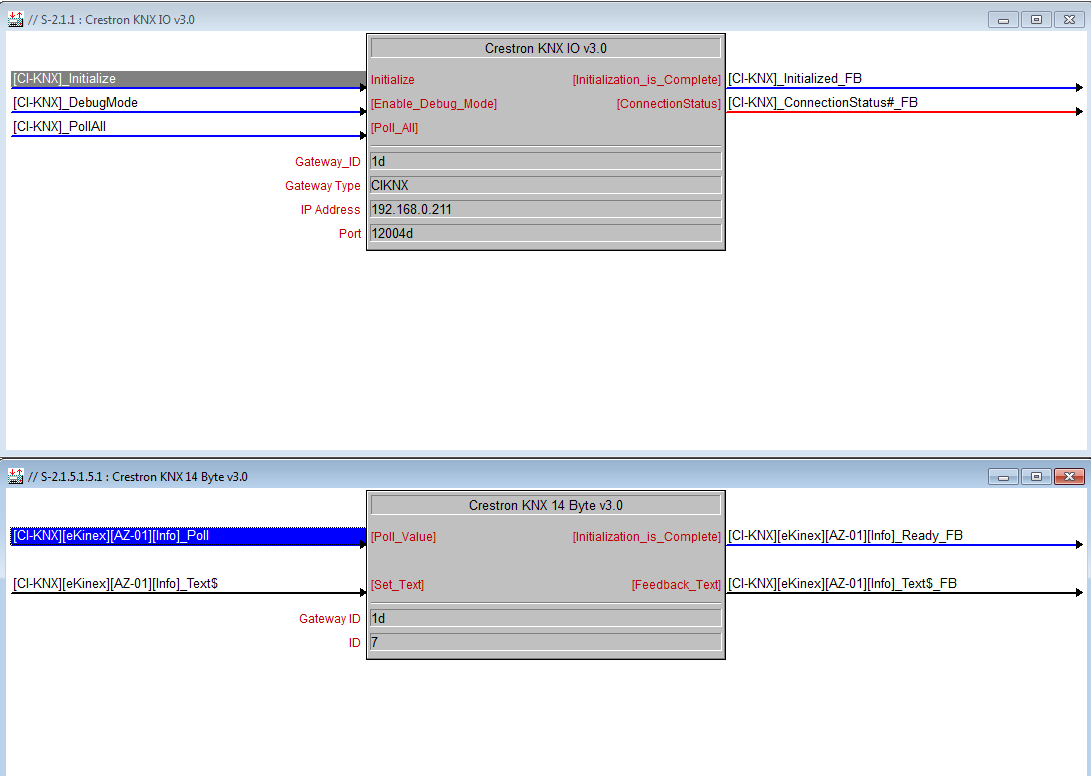 // S-2.1.1 : Crestron KNX IO v3.0
Crestron KNX IO v3.0
[CI-KNX]_Initialize Initialize [Initialization_is_Complete] [CI-KNX]_Initialized_FB
[CI-KNX]_DebugMode [Enable_Debug_Mode] [ConnectionStatus] [CI-KNX]_ConnectionStatus#_FB
[CI-KNX]_PollAll [Poll_All]
Gateway_ID 1d
Gateway Type CIKNX
IP Address 192.168.0.211
Port 12004d
// S-2.1.5.1.5.1 : Crestron KNX 14 Byte v3.0
Crestron KNX 14 Byte v3.0
[CI-KNX][eKinex][AZ-01][Info]_Poll [Poll_Value] [Initialization_is_Complete] [CI-KNX][eKinex][AZ-01][Info]_Ready_FB
[CI-KNX][eKinex][AZ-01][Info]_Text$ [Set_Text] [Feedback_Text] [CI-KNX][eKinex][AZ-01][Info]_Text$_FB
Gateway ID 1d
ID 7